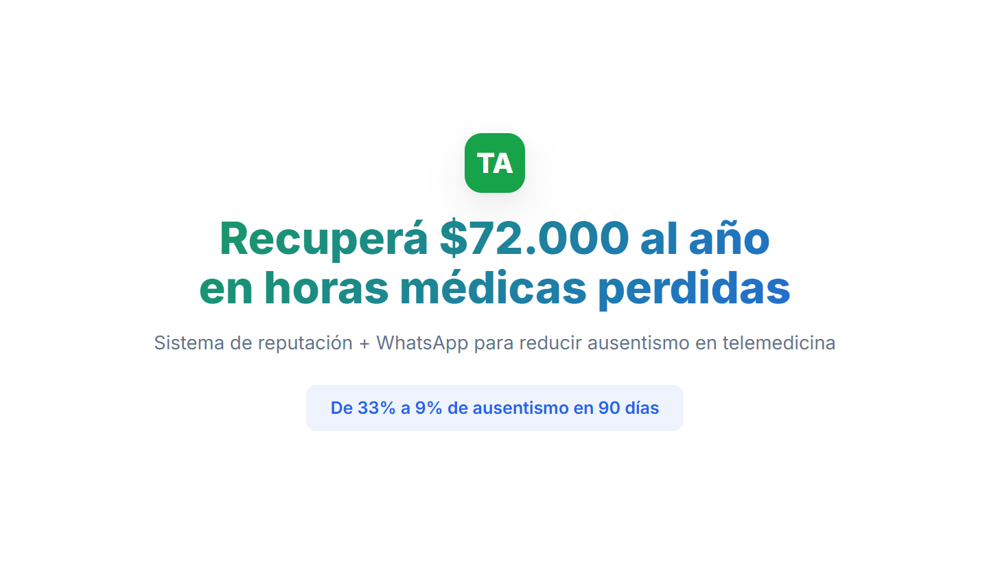 TA
Recuperá $72.000 al año
en horas médicas perdidas
Sistema de reputación + WhatsApp para reducir ausentismo en telemedicina
De 33% a 9% de ausentismo en 90 días